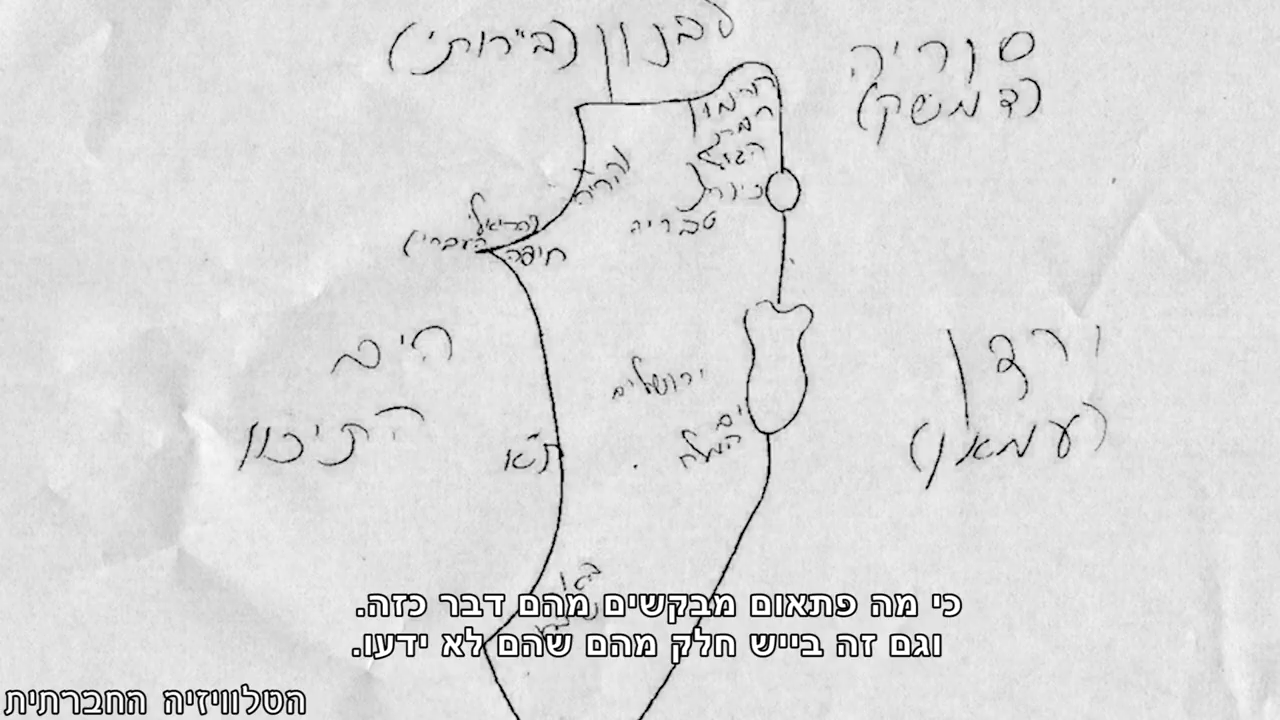 לבנון (ביירותי)
סוריה
(דמשק)
חרמון
רמת
הגולן
כינרת
נהריה
טבריה
חיפה
הים
התיכון
ירדן
(עמאן)
ירושלים
ים
המלח
ת"א
כי מה פתאום מבקשים מהם דבר כזה.
וגם זה בייש חלק מהם שהם לא ידעו.
הטלוויזיה החברתית